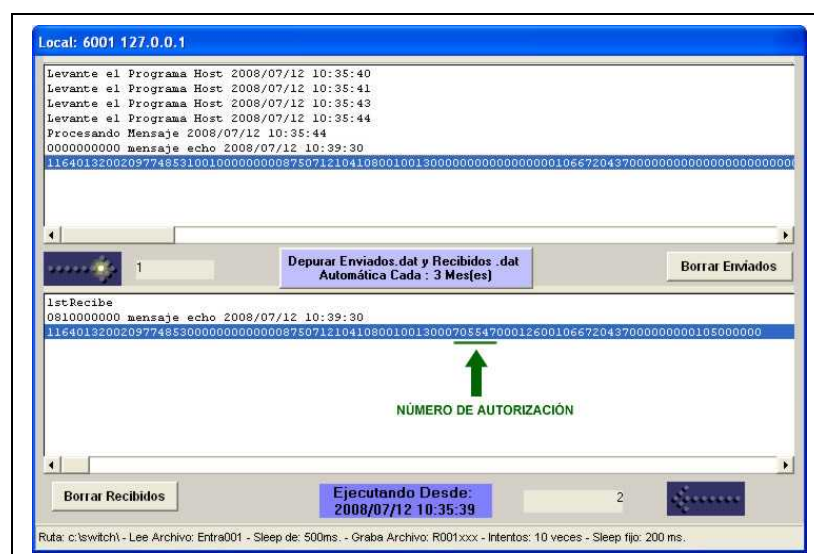 Local: 6001 127.0.0.1
Levante el Programa Host 2008/07/12 10:35:40
Levante el Programa Host 2008/07/12 10:35:41
Levante el Programa Host 2008/07/12 10:35:43
Levante el Programa Host 2008/07/12 10:35:44
Procesando Mensaje 2008/07/12 10:35:44
0000000000 mensaje echo 2008/07/12 10:39:30
1
Depurar Enviados.dat y Recibidos .dat
Automática Cada : 3 Mes(es)
Borrar Enviados
lstRecibe
0810000000 mensaje echo 2008/07/12 10:39:30
NÚMERO DE AUTORIZACIÓN
Borrar Recibidos
Ejecutando Desde:
2008/07/12 10:35:39
2
Ruta: c:\switch\ - Lee Archivo: Entra001 - Sleep de: 500ms. - Graba Archivo: R001xxx - Intentos: 10 veces - Sleep fijo: 200 ms.